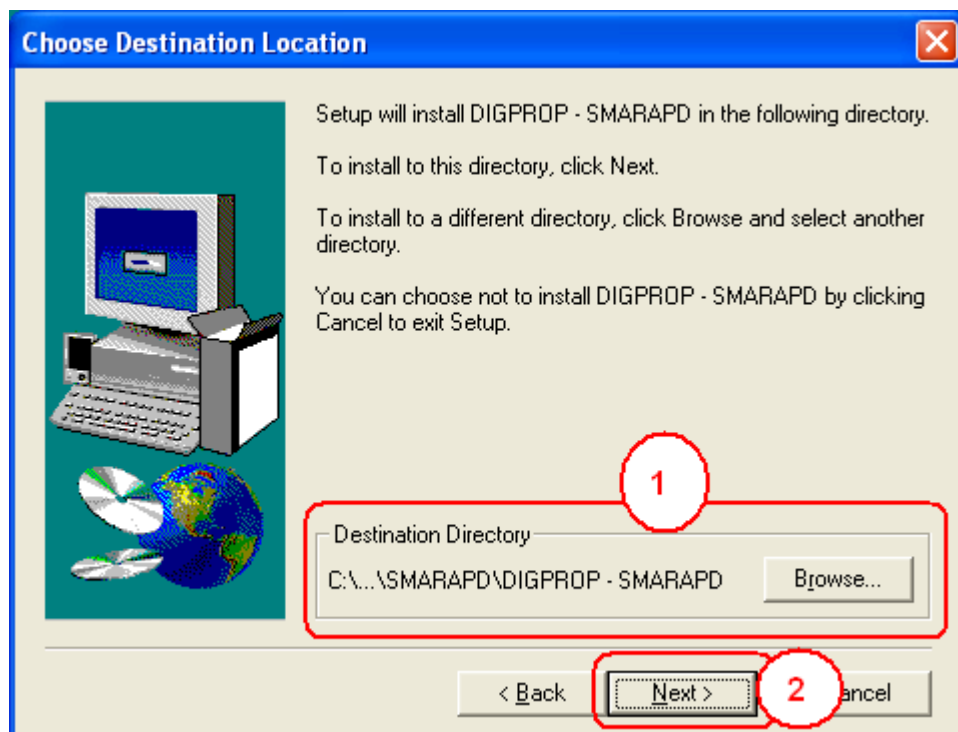 Choose Destination Location
Setup will install DIGPROP - SMARAPD in the following directory.
To install to this directory, click Next.
To install to a different directory, click Browse and select another
directory.
You can choose not to install DIGPROP - SMARAPD by clicking
Cancel to exit Setup.
1
Destination Directory
C:\...\SMARAPD\DIGPROP - SMARAPD Browse...
< Back Next > 2 ancel